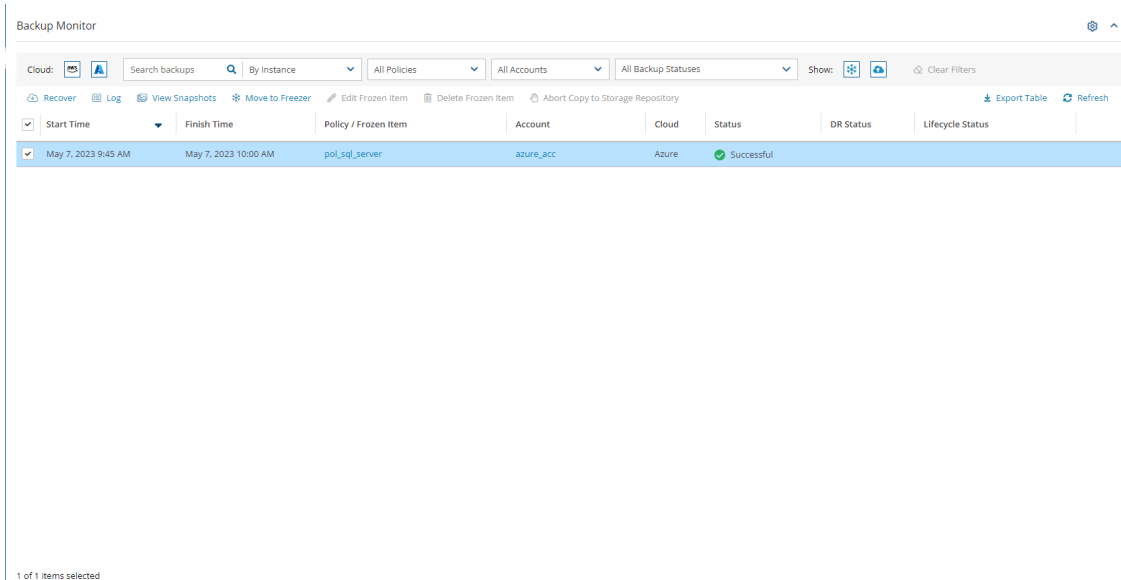 Backup Monitor
Cloud: aws Search backups By Instance All Policies All Accounts All Backup Statuses Show: Clear Filters
Recover Log View Snapshots Move to Freezer Edit Frozen Item Delete Frozen Item Abort Copy to Storage Repository Export Table Refresh
Start Time Finish Time Policy / Frozen Item Account Cloud Status DR Status Lifecycle Status
May 7, 2023 9:45 AM May 7, 2023 10:00 AM pol_sql_server azure_acc Azure Successful
1 of 1 items selected